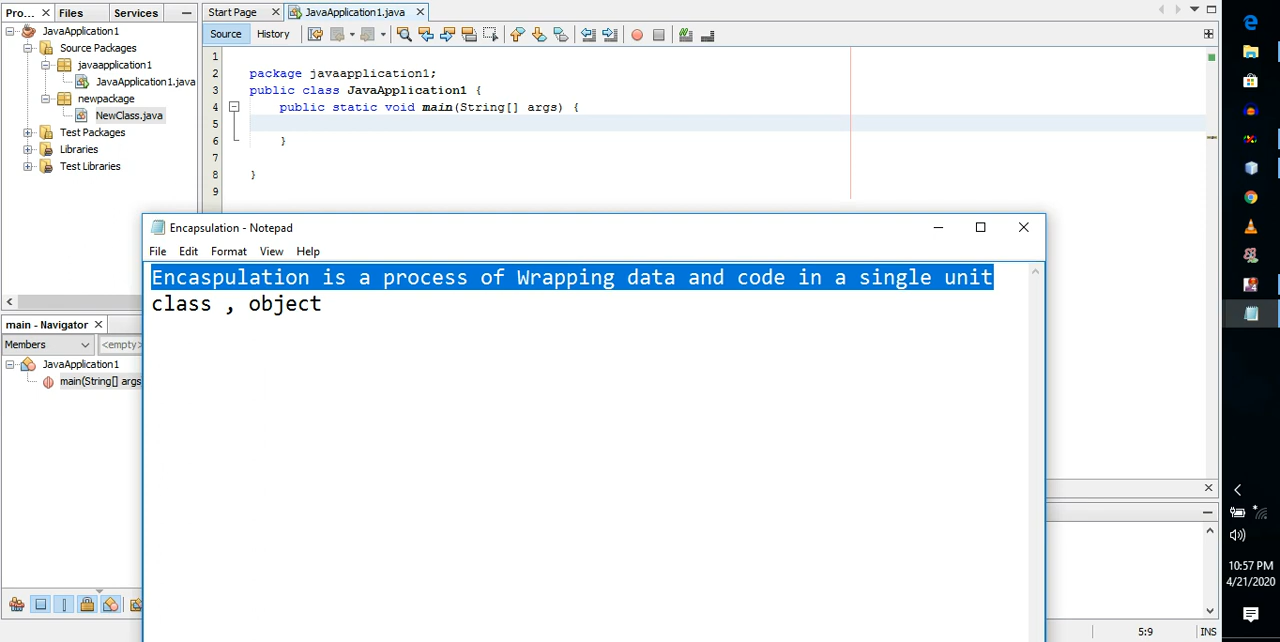 Pro...
Files
Services
Start Page
JavaApplication1.java
JavaApplication1
Source Packages
javaapplication1
JavaApplication1.java
newpackage
NewClass.java
Test Packages
Libraries
Test Libraries
Source
History
1
2 package javaapplication1;
3 public class JavaApplication1 {
4 public static void main(String[] args) {
5
6 }
7
8 }
9
Encapsulation - Notepad
File Edit Format View Help
Encaspulation is a process of Wrapping data and code in a single unit
class , object
main - Navigator
Members
<empty>
JavaApplication1
main(String[] args
5:9
INS
10:57 PM
4/21/2020